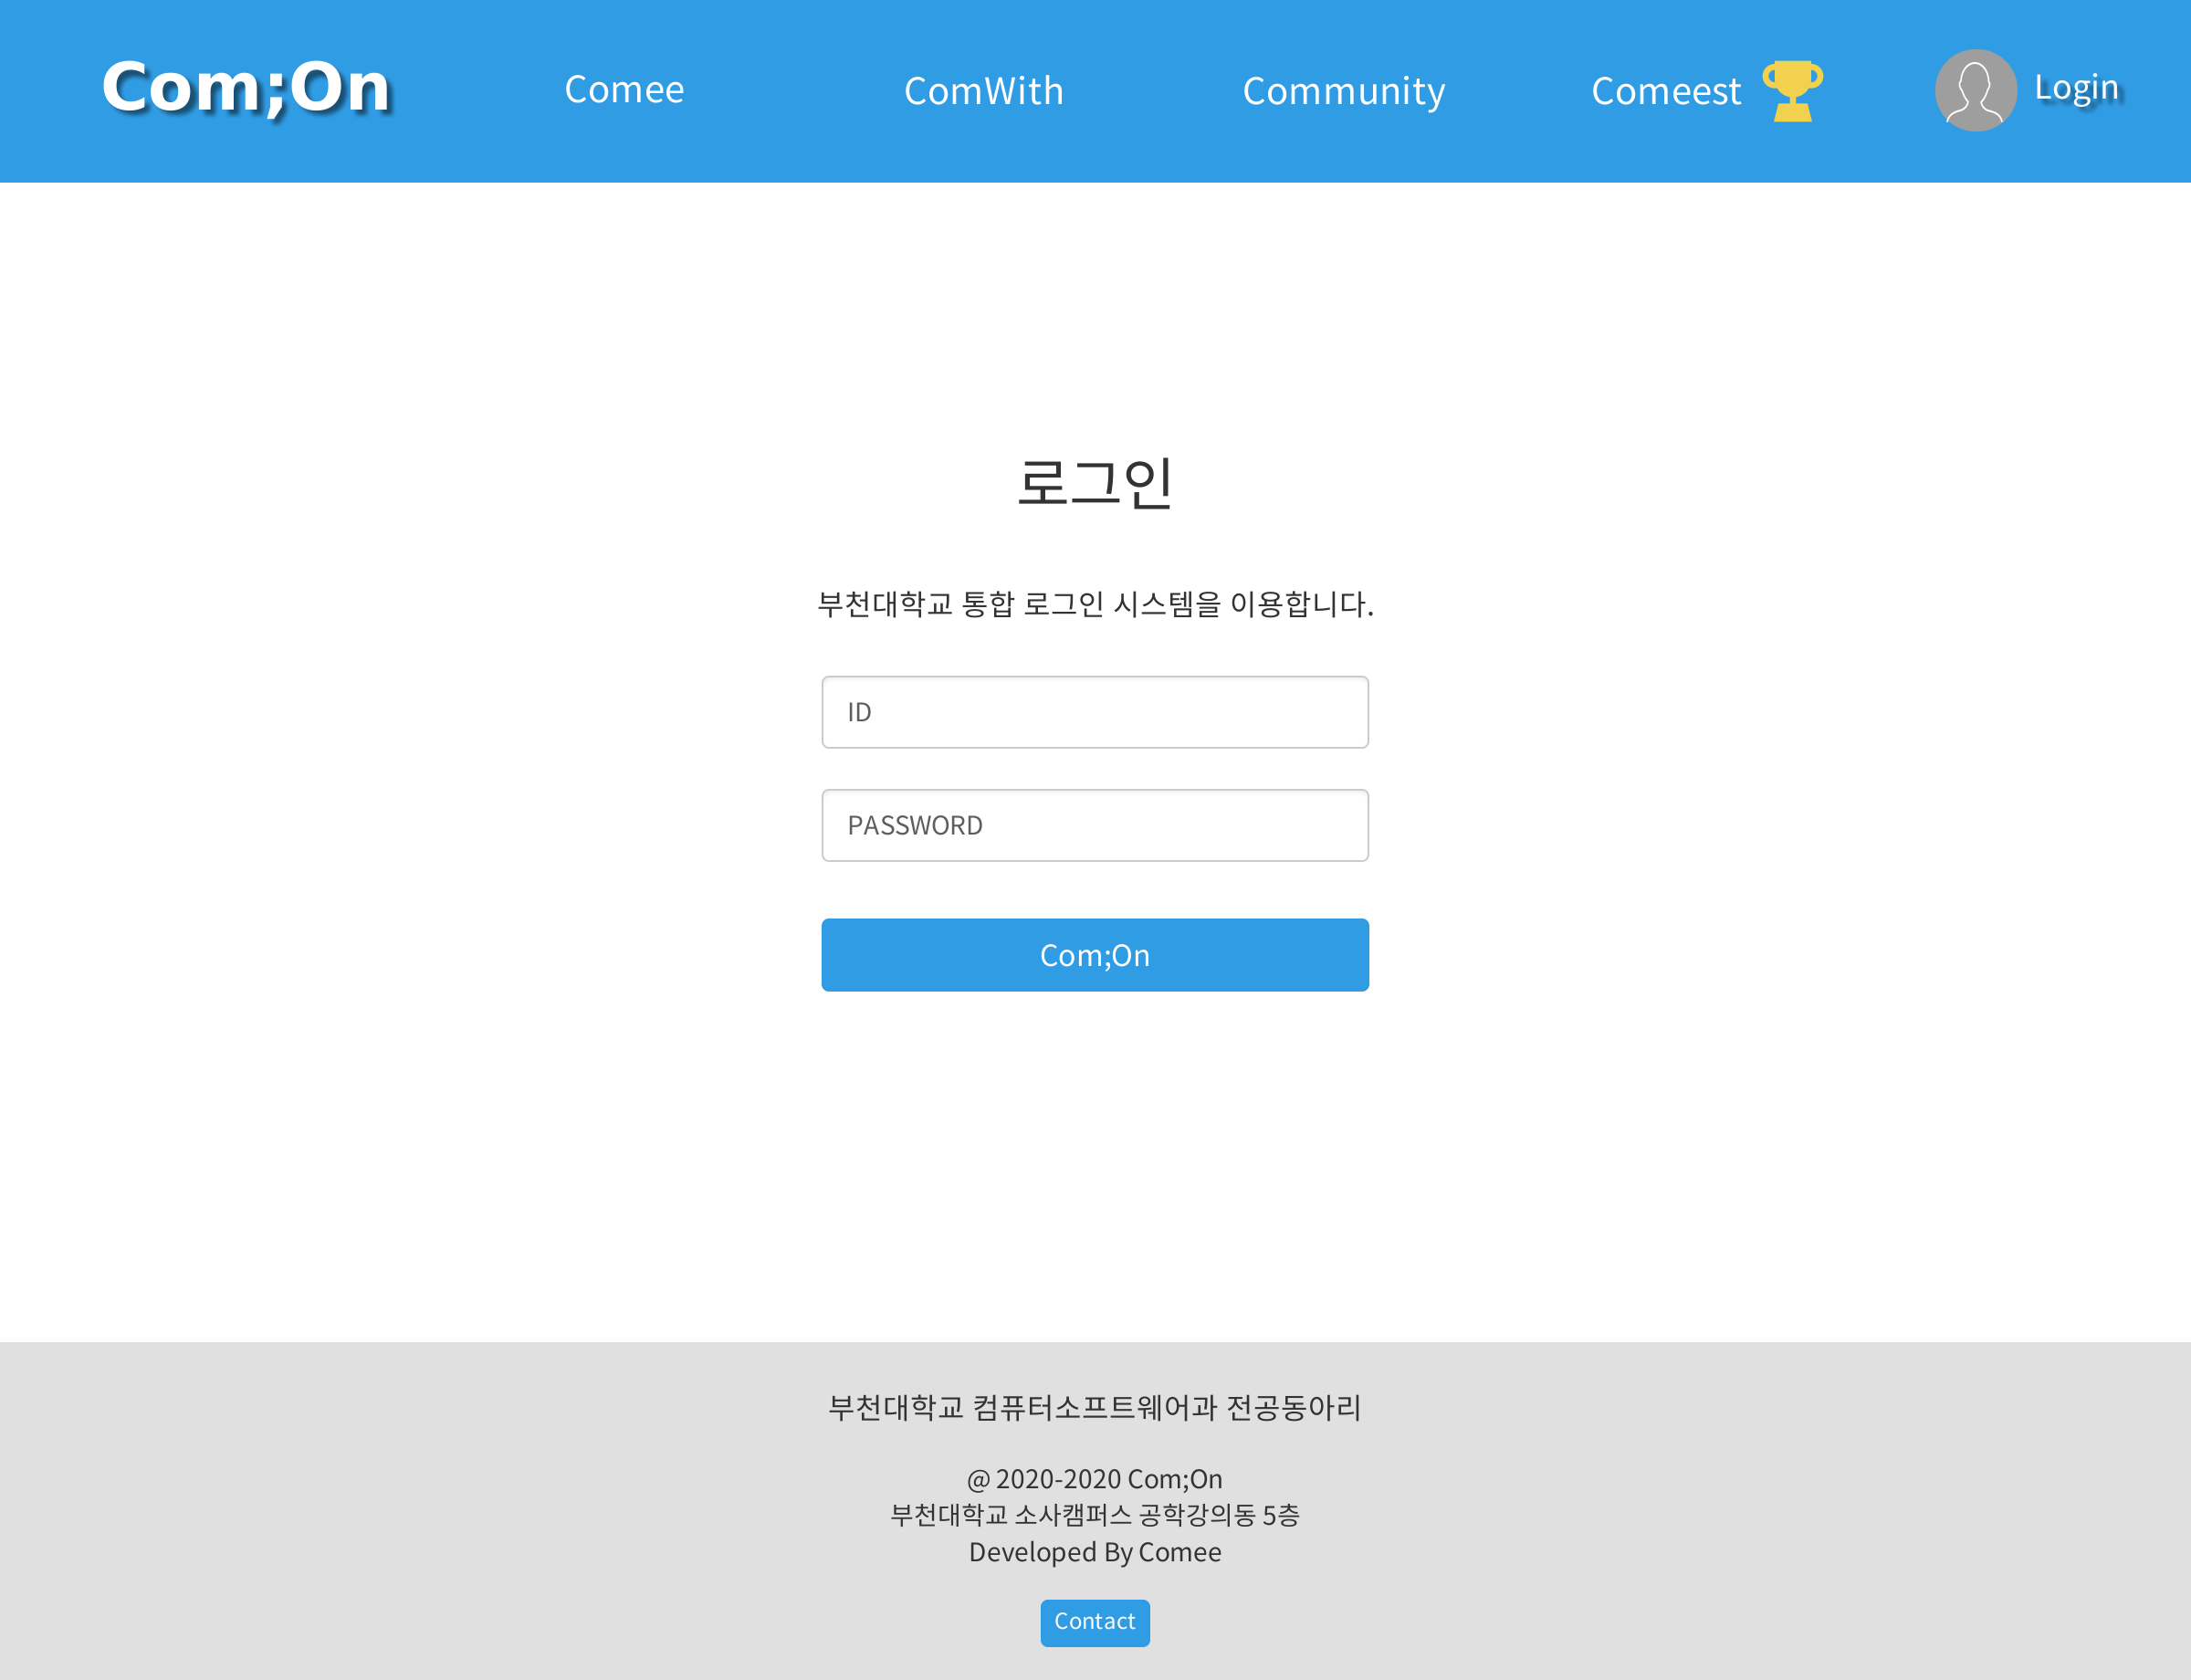 Com;On
Comee
ComWith
Community
Comeest
Login
로그인
부천대학교 통합 로그인 시스템을 이용합니다.
ID
PASSWORD
Com;On
부천대학교 컴퓨터소프트웨어과 전공동아리
@ 2020-2020 Com;On
부천대학교 소사캠퍼스 공학강의동 5층
Developed By Comee
Contact